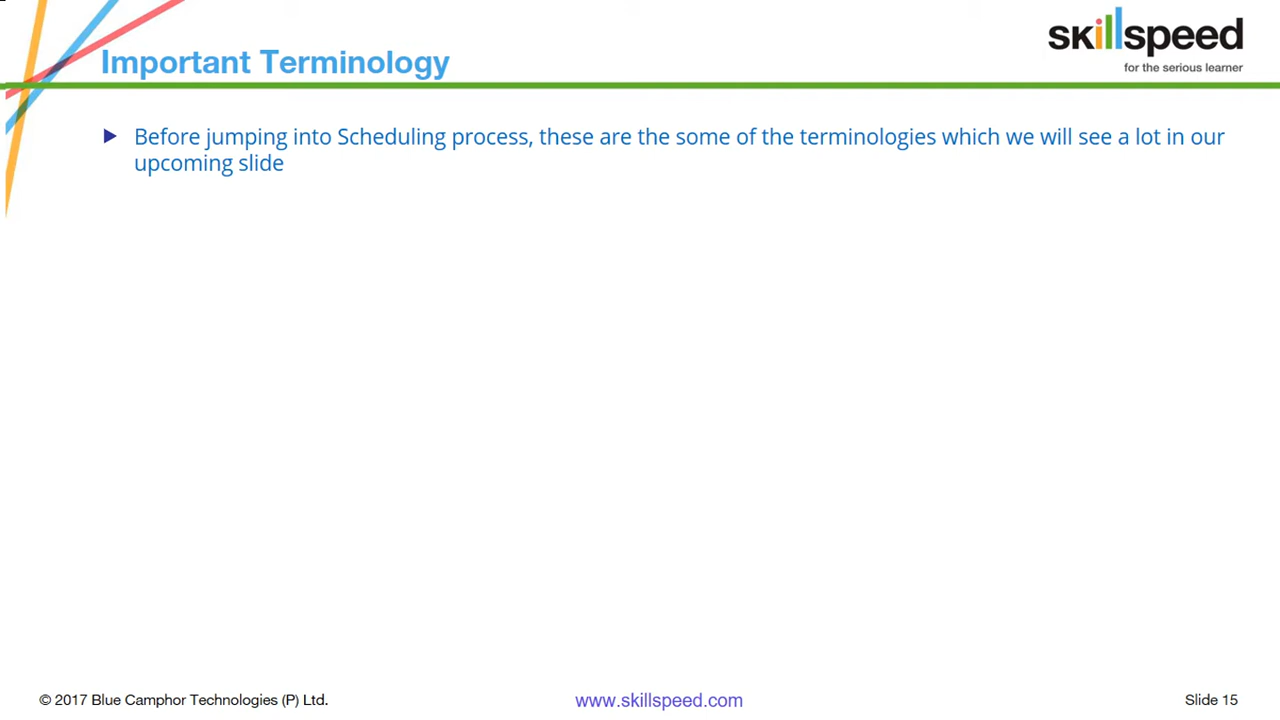 Important Terminology
skillspeed
for the serious learner
Before jumping into Scheduling process, these are the some of the terminologies which we will see a lot in our
upcoming slide
© 2017 Blue Camphor Technologies (P) Ltd.
www.skillspeed.com
Slide 15